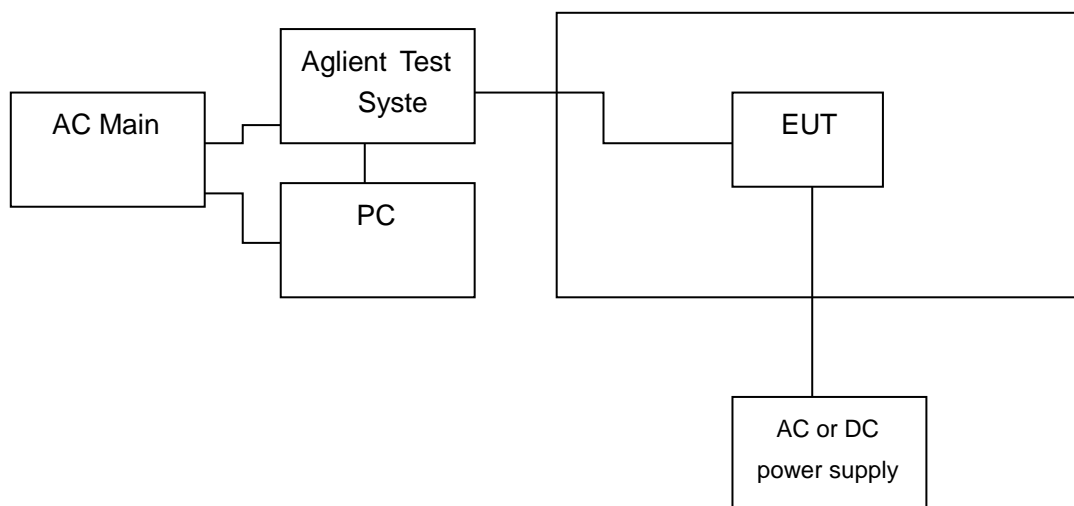 Aglient Test
Syste
AC Main
EUT
PC
AC or DC
power supply